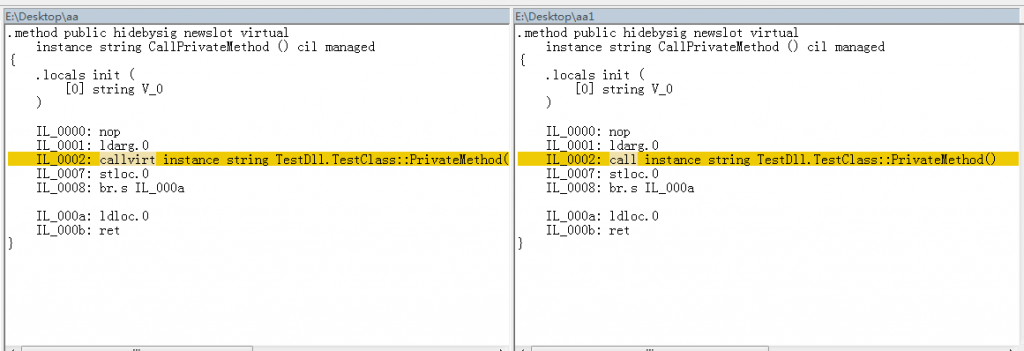 E:\Desktop\aa
.method public hidebysig newslot virtual
instance string CallPrivateMethod () cil managed
{
.locals init (
[0] string V_0
)
IL_0000: nop
IL_0001: ldarg.0
IL_0002: callvirt instance string TestDll.TestClass::PrivateMethod(
IL_0007: stloc.0
IL_0008: br.s IL_000a
IL_000a: ldloc.0
IL_000b: ret
}
E:\Desktop\aa1
.method public hidebysig newslot virtual
instance string CallPrivateMethod () cil managed
{
.locals init (
[0] string V_0
)
IL_0000: nop
IL_0001: ldarg.0
IL_0002: call instance string TestDll.TestClass::PrivateMethod()
IL_0007: stloc.0
IL_0008: br.s IL_000a
IL_000a: ldloc.0
IL_000b: ret
}